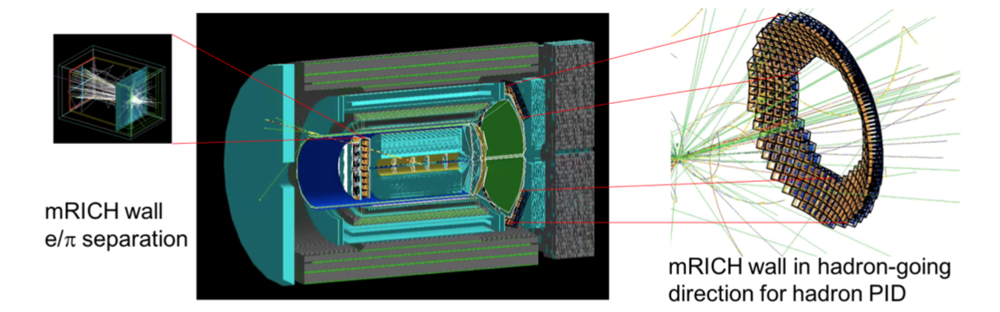 mRICH wall
e/π separation
mRICH wall in hadron-going
direction for hadron PID